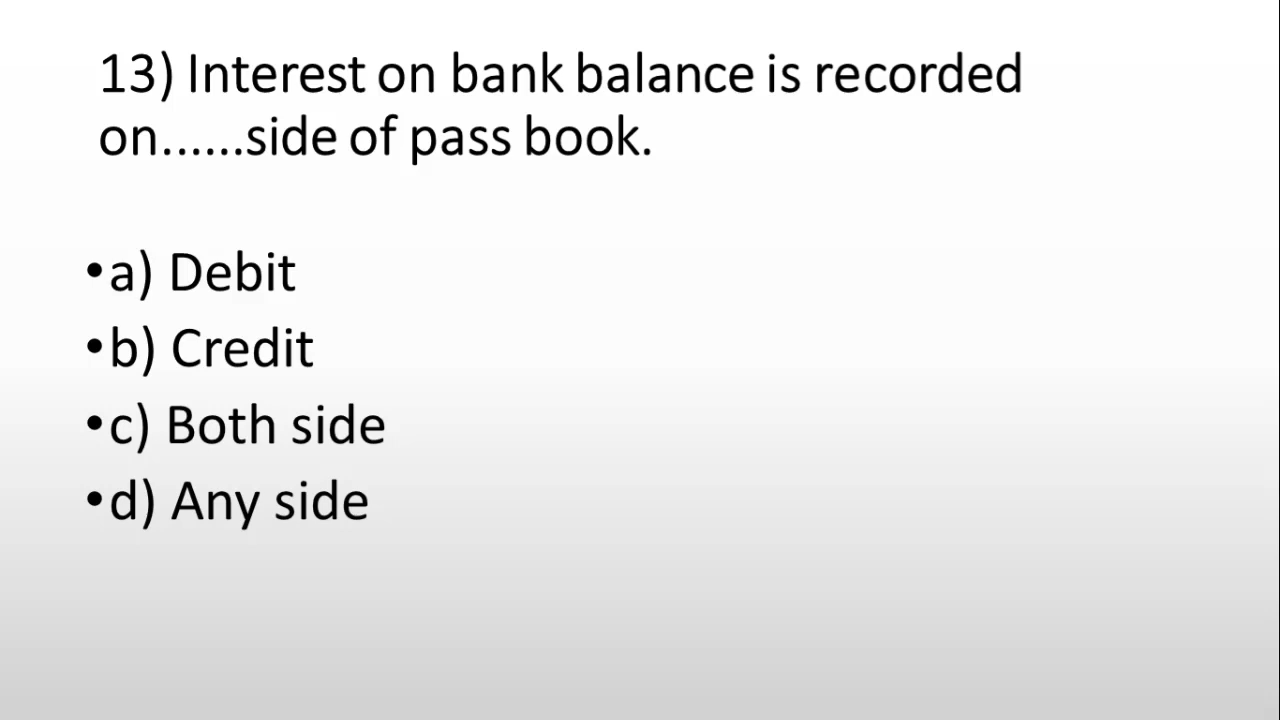 13) Interest on bank balance is recorded
on......side of pass book.
•a) Debit
•b) Credit
•c) Both side
•d) Any side